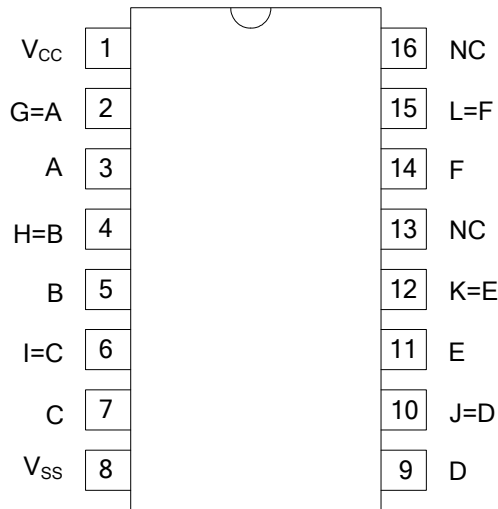 V_CC 1 16 NC
G=A 2 15 L=F
A 3 14 F
H=B 4 13 NC
B 5 12 K=E
I=C 6 11 E
C 7 10 J=D
V_SS 8 9 D